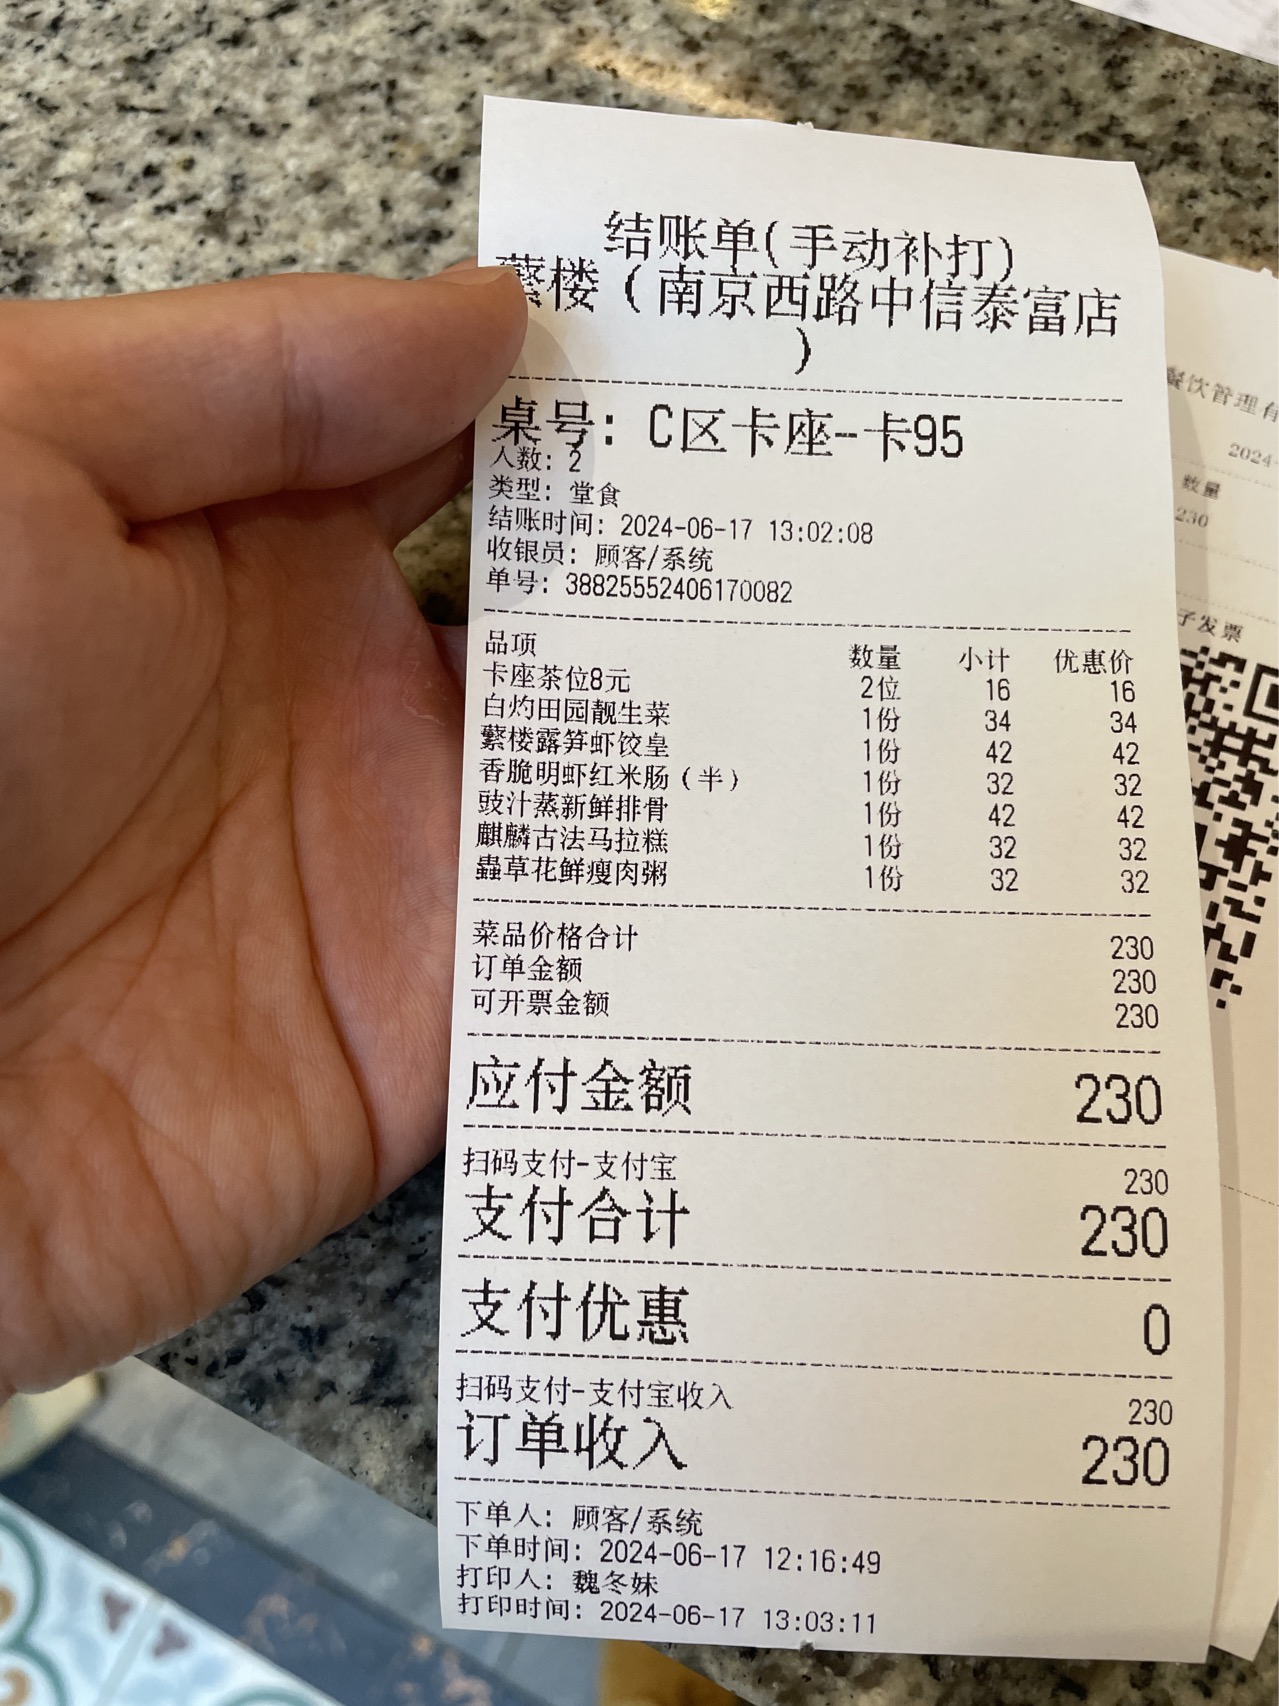 结账单(手动补打)
蘩楼（南京西路中信泰富店
）
桌号: C区卡座-卡95
人数: 2
类型: 堂食
结账时间: 2024-06-17 13:02:08
收银员: 顾客/系统
单号: 38825552406170082
品项 数量 小计 优惠价
卡座茶位8元 2位 16 16
白灼田园靓生菜 1份 34 34
蘩楼露笋虾饺皇 1份 42 42
香脆明虾红米肠（半） 1份 32 32
豉汁蒸新鲜排骨 1份 42 42
麒麟古法马拉糕 1份 32 32
蟲草花鲜瘦肉粥 1份 32 32
菜品价格合计 230
订单金额 230
可开票金额 230
应付金额 230
扫码支付-支付宝 230
支付合计 230
支付优惠 0
扫码支付-支付宝收入 230
订单收入 230
下单人: 顾客/系统
下单时间: 2024-06-17 12:16:49
打印人: 魏冬妹
打印时间: 2024-06-17 13:03:11
餐饮管理有
2024-
数量
230
子发票